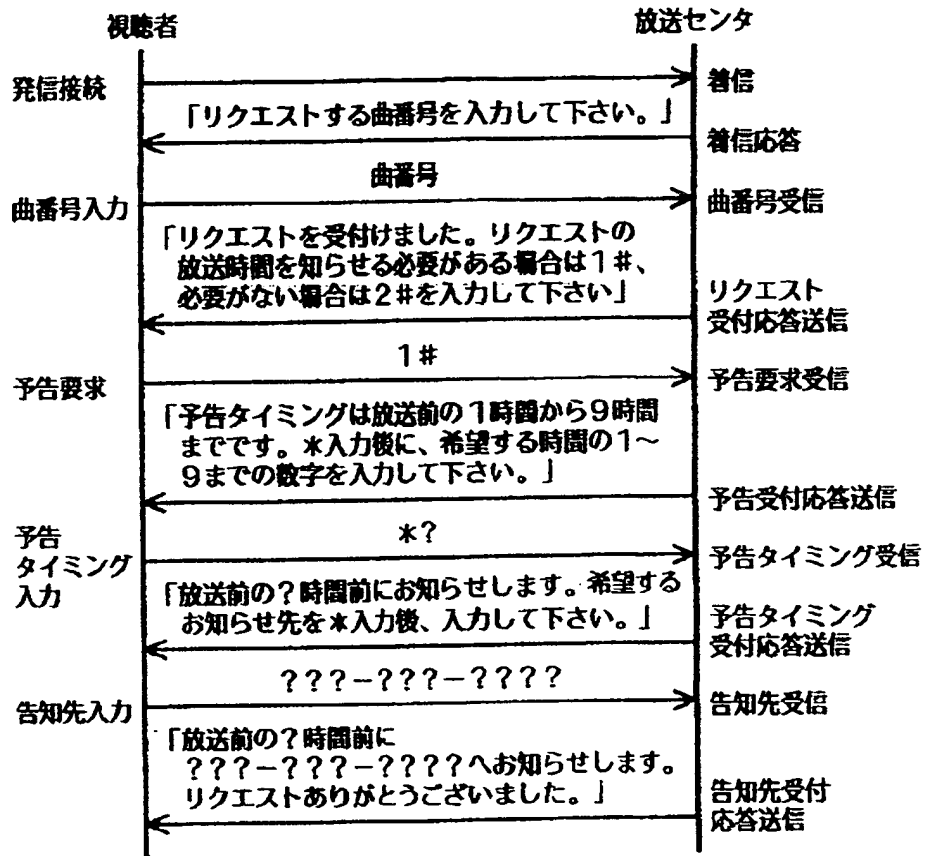 視聴者
放送センタ
発信接続
着信
「リクエストする曲番号を入力して下さい。」
着信応答
曲番号
曲番号入力
曲番号受信
「リクエストを受付けました。リクエストの
放送時間を知らせる必要がある場合は1#、
必要がない場合は2#を入力して下さい」
リクエスト
受付応答送信
1#
予告要求
予告要求受信
「予告タイミングは放送前の1時間から9時間
までです。*入力後に、希望する時間の1〜
9までの数字を入力して下さい。」
予告受付応答送信
予告
タイミング
入力
*?
予告タイミング受信
「放送前の?時間前にお知らせします。希望する
お知らせ先を*入力後、入力して下さい。」
予告タイミング
受付応答送信
???-???-????
告知先入力
告知先受信
「放送前の?時間前に
???-???-????へお知らせします。
リクエストありがとうございました。」
告知先受付
応答送信